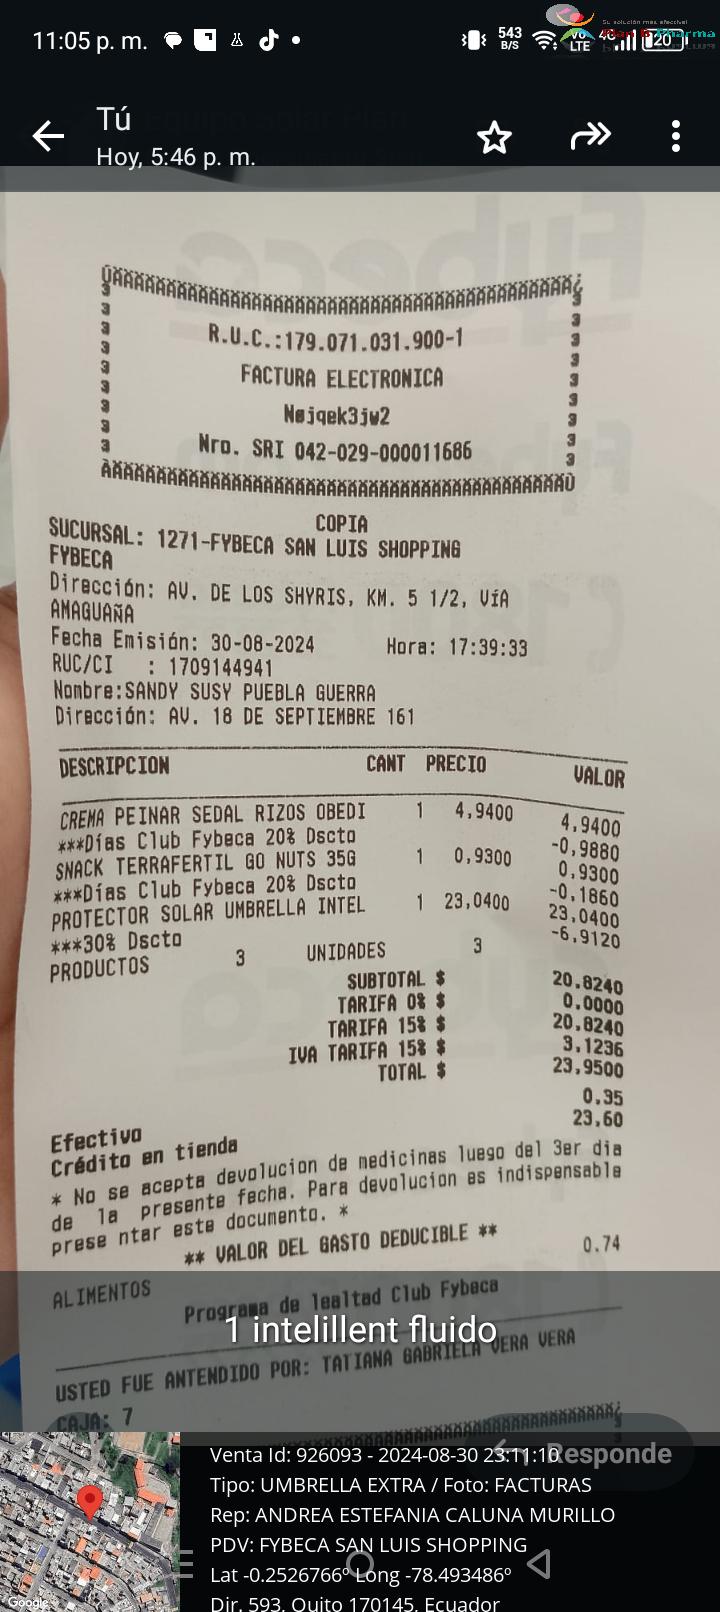 11:05 p. m.
543 B/S
Vo LTE
4G
20
Su solución más efectiva!
Tú
Hoy, 5:46 p. m.
R.U.C.:179.071.031.900-1
FACTURA ELECTRONICA
Nøjqek3jw2
Nro. SRI 042-029-000011686
COPIA
SUCURSAL: 1271-FYBECA SAN LUIS SHOPPING
FYBECA
Dirección: AV. DE LOS SHYRIS, KM. 5 1/2, VíA
AMAGUAñA
Fecha Emisión: 30-08-2024 Hora: 17:39:33
RUC/CI : 1709144941
Nombre:SANDY SUSY PUEBLA GUERRA
Dirección: AV. 18 DE SEPTIEMBRE 161
DESCRIPCION CANT PRECIO VALOR
CREMA PEINAR SEDAL RIZOS OBEDI 1 4,9400 4,9400
***Días Club Fybeca 20% Dscto -0,9880
SNACK TERRAFERTIL GO NUTS 35G 1 0,9300 0,9300
***Días Club Fybeca 20% Dscto -0,1860
PROTECTOR SOLAR UMBRELLA INTEL 1 23,0400 23,0400
***30% Dscto -6,9120
PRODUCTOS 3 UNIDADES 3
SUBTOTAL $ 20.8240
TARIFA 0% $ 0.0000
TARIFA 15% $ 20.8240
IVA TARIFA 15% $ 3.1236
TOTAL $ 23.9500
Efectivo 0.35
Crédito en tienda 23,60
* No se acepta devolucion de medicinas luego del 3er dia
de la presente fecha. Para devolucion es indispensable
prese ntar este documento. *
** VALOR DEL GASTO DEDUCIBLE **
ALIMENTOS 0.74
Programa de lealtad Club Fybeca
1 intelillent fluido
USTED FUE ANTENDIDO POR: TATIANA GABRIELA VERA VERA
CAJA: 7
Responde
Venta Id: 926093 - 2024-08-30 23:11:10
Tipo: UMBRELLA EXTRA / Foto: FACTURAS
Rep: ANDREA ESTEFANIA CALUNA MURILLO
PDV: FYBECA SAN LUIS SHOPPING
Lat -0.2526766º Long -78.493486º
Dir. 593, Quito 170145, Ecuador
Google